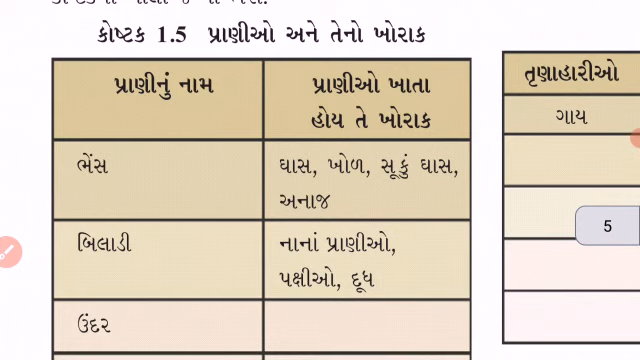 કોષ્ટક 1.5 પ્રાણીઓ અને તેનો ખોરાક
પ્રાણીનું નામ
પ્રાણીઓ ખાતા
હોય તે ખોરાક
ભેંસ
ઘાસ, ખોળ, સૂકું ઘાસ,
અનાજ
બિલાડી
નાનાં પ્રાણીઓ,
પક્ષીઓ, દૂધ
ઉંદર
તૃણાહારીઓ
ગાય
5